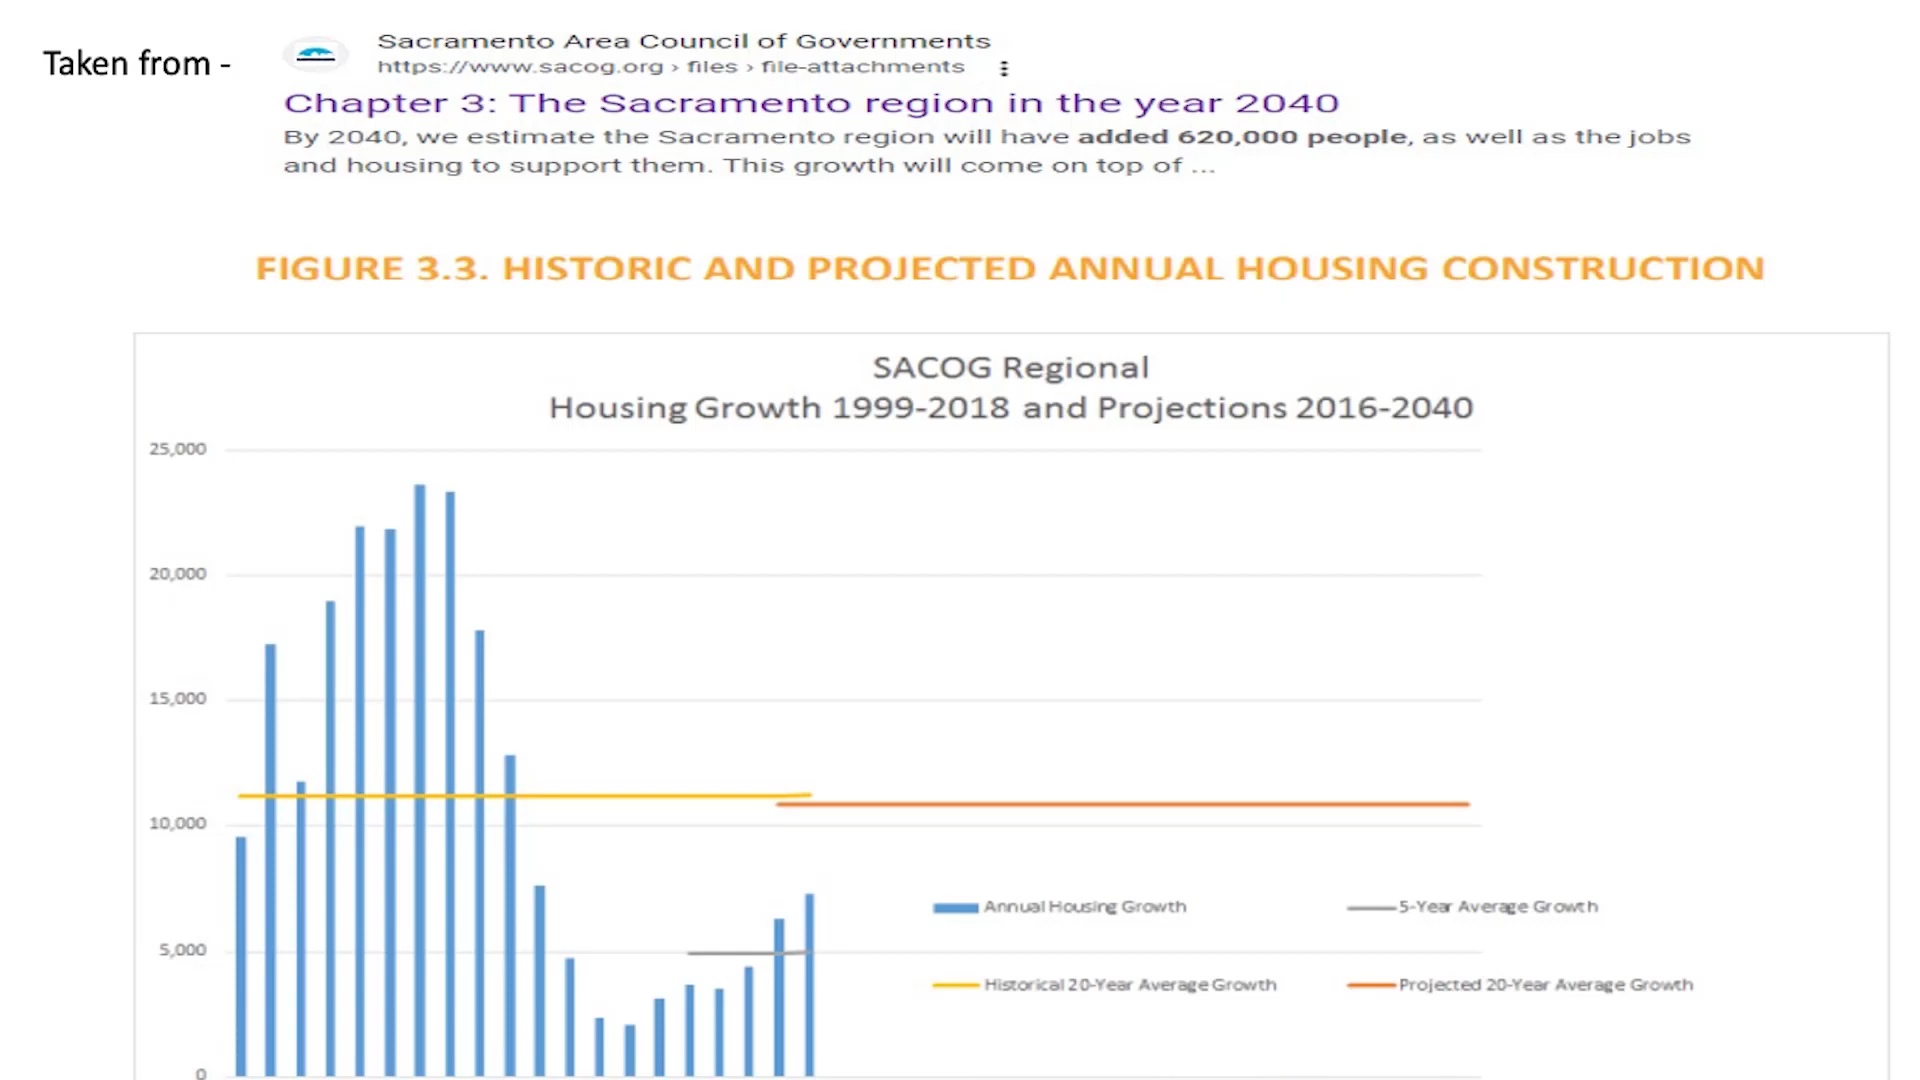 Taken from -
Sacramento Area Council of Governments
https://www.sacog.org › files › file-attachments
Chapter 3: The Sacramento region in the year 2040
By 2040, we estimate the Sacramento region will have added 620,000 people, as well as the jobs
and housing to support them. This growth will come on top of ...
FIGURE 3.3. HISTORIC AND PROJECTED ANNUAL HOUSING CONSTRUCTION
SACOG Regional
Housing Growth 1999-2018 and Projections 2016-2040
25,000
20,000
15,000
10,000
5,000
0
Annual Housing Growth
5-Year Average Growth
Historical 20-Year Average Growth
Projected 20-Year Average Growth